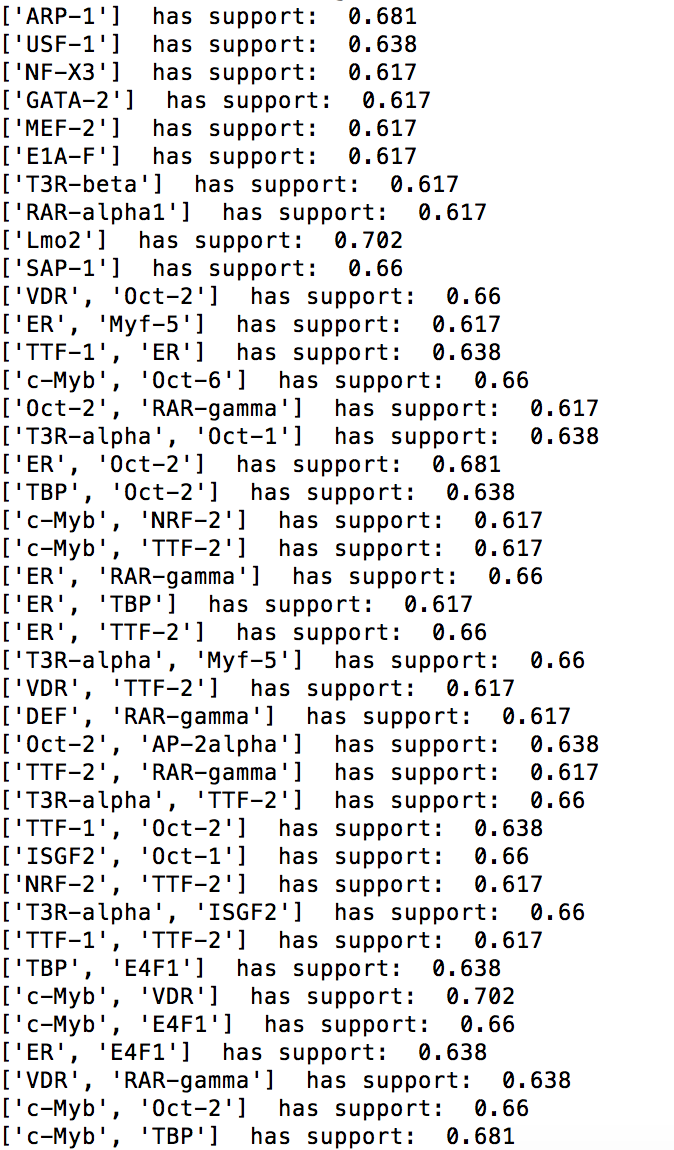 ['ARP-1']  has support:  0.681
['USF-1']  has support:  0.638
['NF-X3']  has support:  0.617
['GATA-2']  has support:  0.617
['MEF-2']  has support:  0.617
['E1A-F']  has support:  0.617
['T3R-beta']  has support:  0.617
['RAR-alpha1']  has support:  0.617
['Lmo2']  has support:  0.702
['SAP-1']  has support:  0.66
['VDR', 'Oct-2']  has support:  0.66
['ER', 'Myf-5']  has support:  0.617
['TTF-1', 'ER']  has support:  0.638
['c-Myb', 'Oct-6']  has support:  0.66
['Oct-2', 'RAR-gamma']  has support:  0.617
['T3R-alpha', 'Oct-1']  has support:  0.638
['ER', 'Oct-2']  has support:  0.681
['TBP', 'Oct-2']  has support:  0.638
['c-Myb', 'NRF-2']  has support:  0.617
['c-Myb', 'TTF-2']  has support:  0.617
['ER', 'RAR-gamma']  has support:  0.66
['ER', 'TBP']  has support:  0.617
['ER', 'TTF-2']  has support:  0.66
['T3R-alpha', 'Myf-5']  has support:  0.66
['VDR', 'TTF-2']  has support:  0.617
['DEF', 'RAR-gamma']  has support:  0.617
['Oct-2', 'AP-2alpha']  has support:  0.638
['TTF-2', 'RAR-gamma']  has support:  0.617
['T3R-alpha', 'TTF-2']  has support:  0.66
['TTF-1', 'Oct-2']  has support:  0.638
['ISGF2', 'Oct-1']  has support:  0.66
['NRF-2', 'TTF-2']  has support:  0.617
['T3R-alpha', 'ISGF2']  has support:  0.66
['TTF-1', 'TTF-2']  has support:  0.617
['TBP', 'E4F1']  has support:  0.638
['c-Myb', 'VDR']  has support:  0.702
['c-Myb', 'E4F1']  has support:  0.66
['ER', 'E4F1']  has support:  0.638
['VDR', 'RAR-gamma']  has support:  0.638
['c-Myb', 'Oct-2']  has support:  0.66
['c-Myb', 'TBP']  has support:  0.681